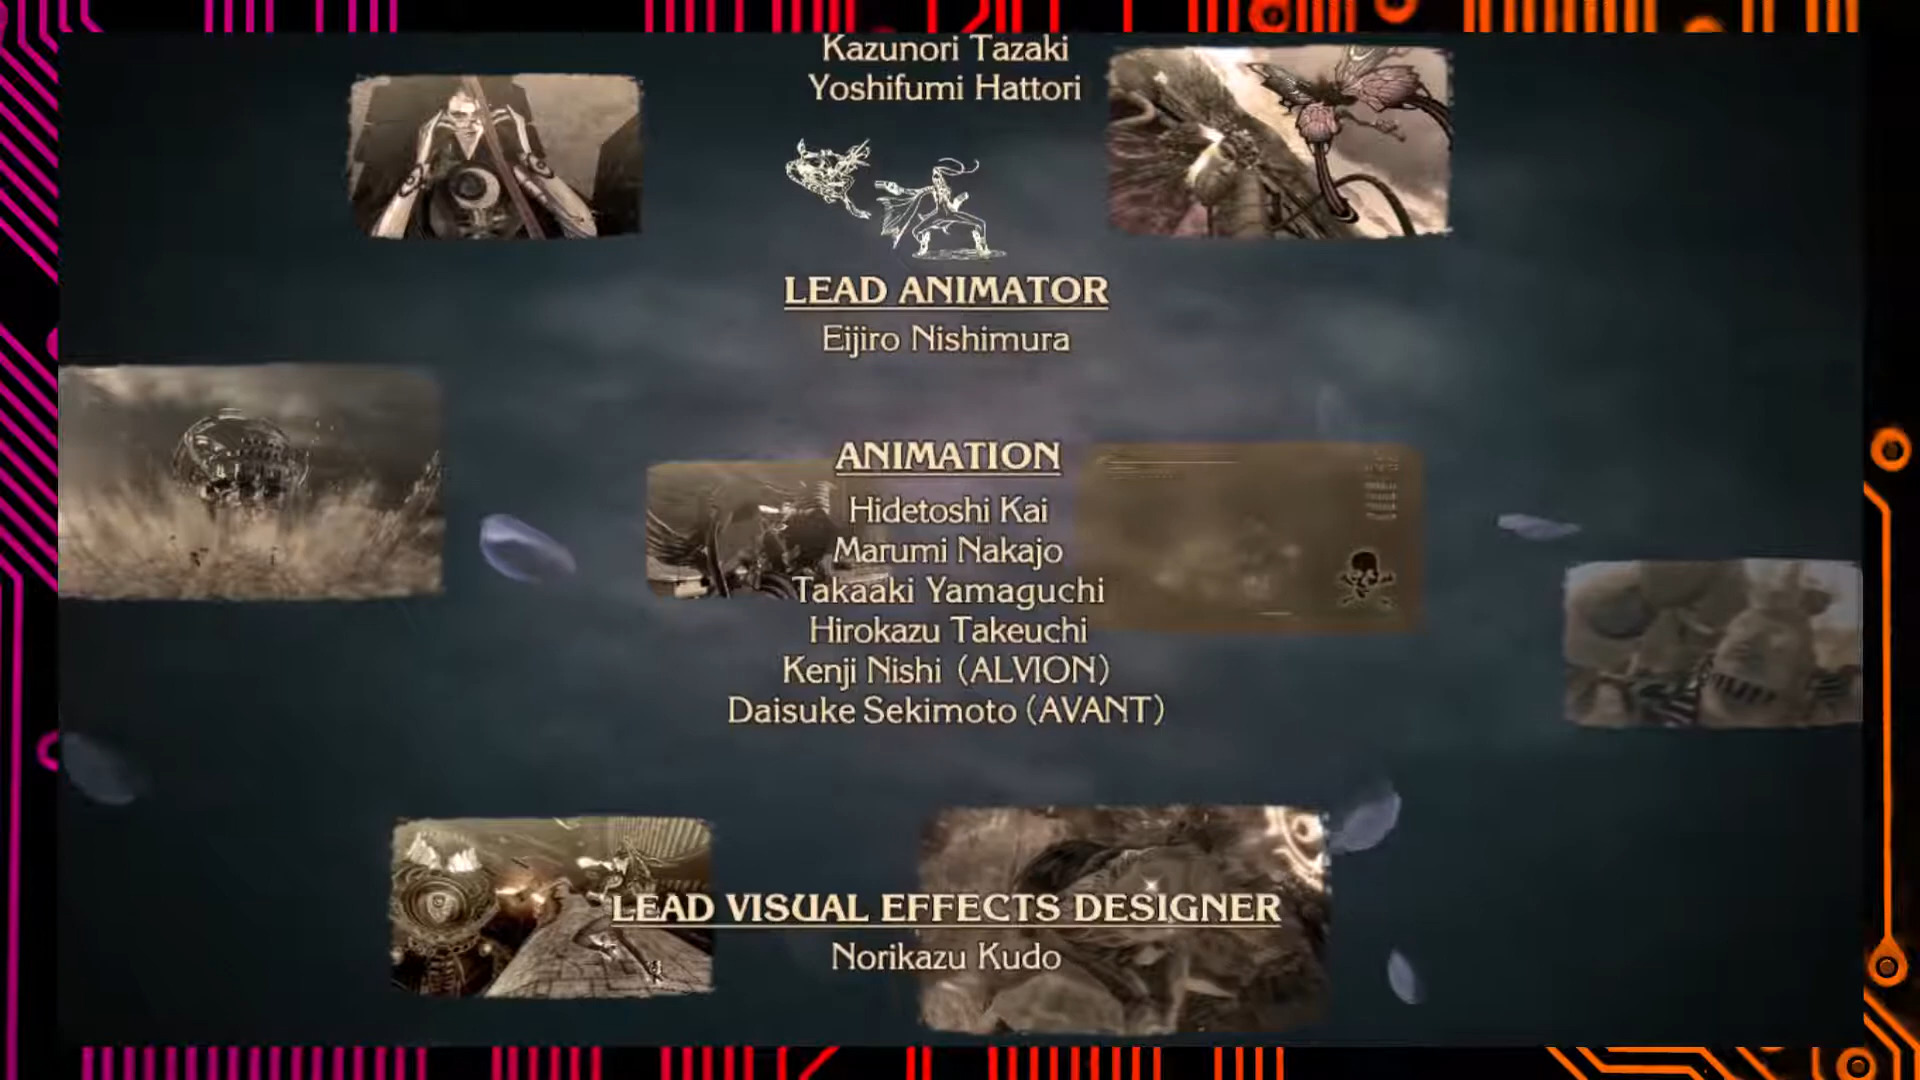 Kazunori Tazaki
Yoshifumi Hattori
LEAD ANIMATOR
Eijiro Nishimura
ANIMATION
Hidetoshi Kai
Marumi Nakajo
Takaaki Yamaguchi
Hirokazu Takeuchi
Kenji Nishi (ALVION)
Daisuke Sekimoto (AVANT)
LEAD VISUAL EFFECTS DESIGNER
Norikazu Kudo